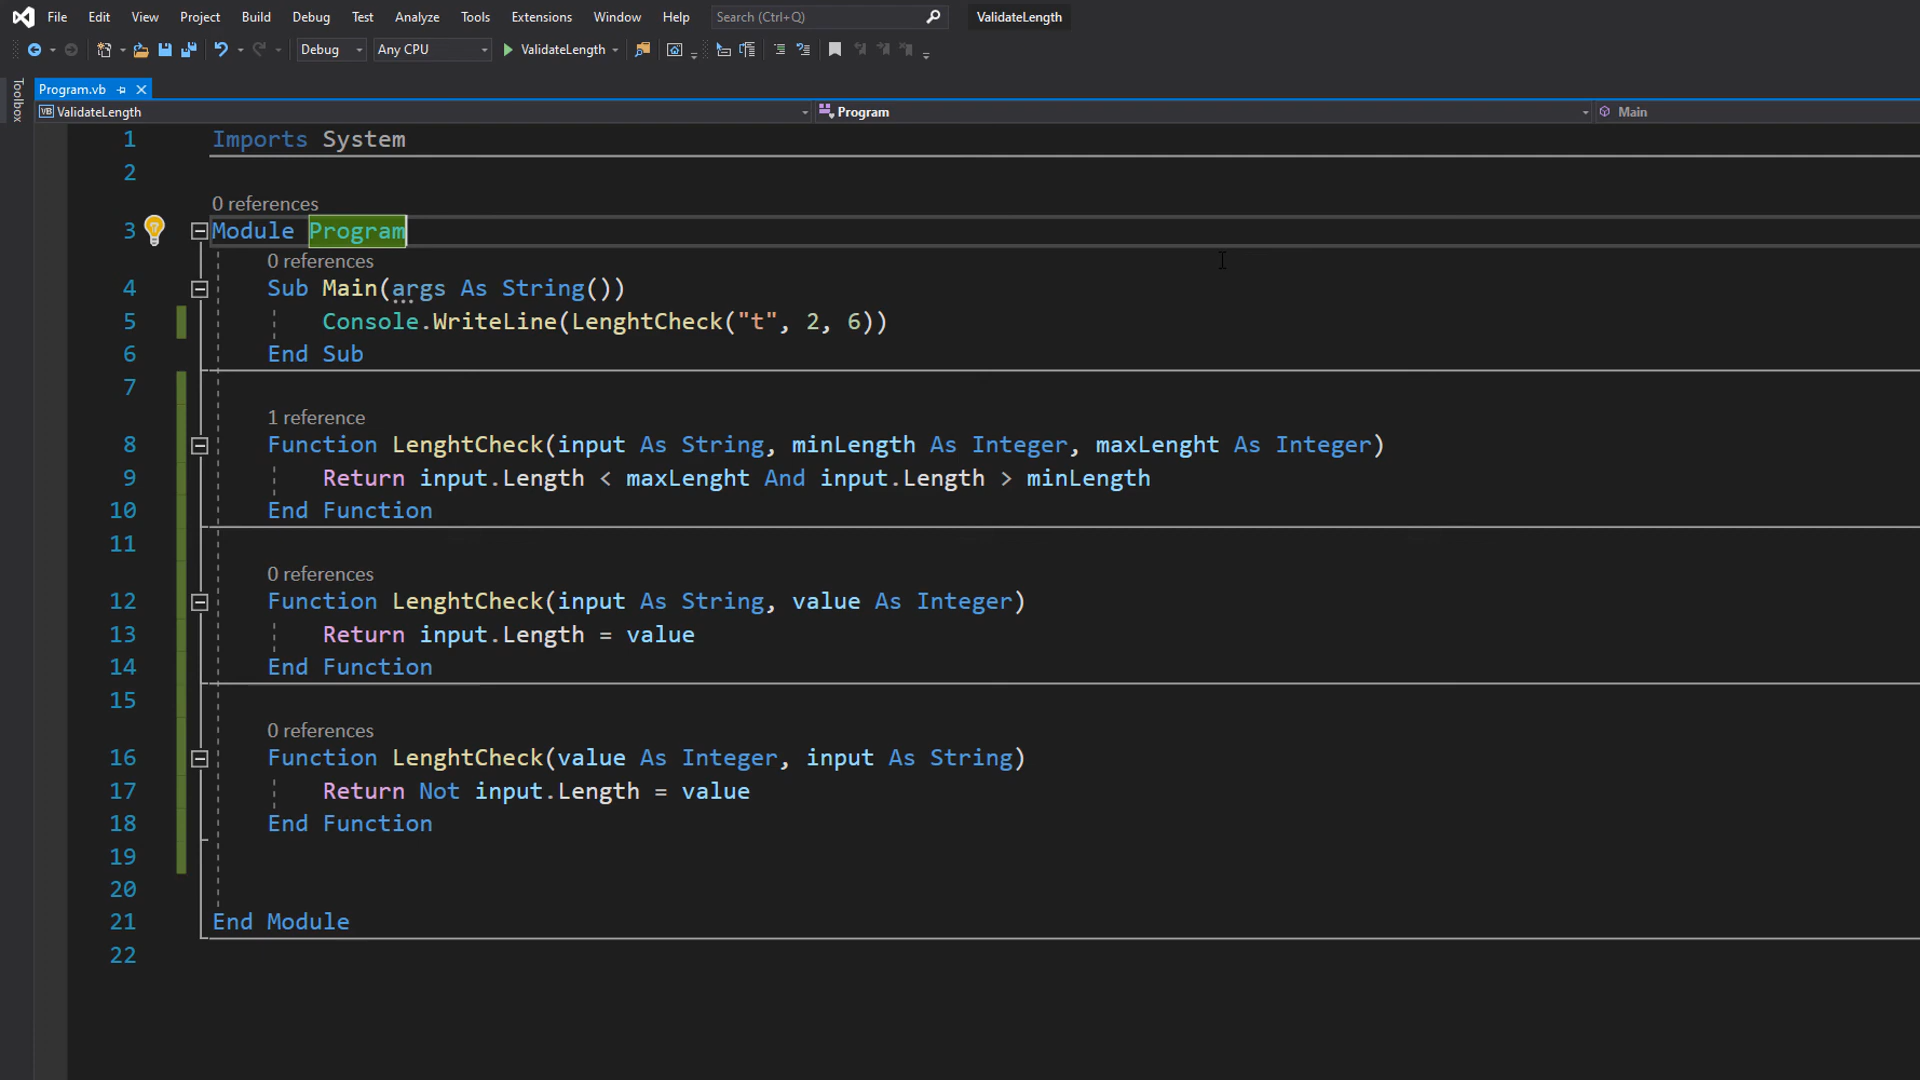 File Edit View Project Build Debug Test Analyze Tools Extensions Window Help Search (Ctrl+Q) ValidateLength
Debug Any CPU ValidateLength
Toolbox
Program.vb
VB ValidateLength Program Main
1 Imports System
2
0 references
3 Module Program
0 references
4 Sub Main(args As String())
5 Console.WriteLine(LenghtCheck("t", 2, 6))
6 End Sub
7
1 reference
8 Function LenghtCheck(input As String, minLength As Integer, maxLenght As Integer)
9 Return input.Length < maxLenght And input.Length > minLength
10 End Function
11
0 references
12 Function LenghtCheck(input As String, value As Integer)
13 Return input.Length = value
14 End Function
15
0 references
16 Function LenghtCheck(value As Integer, input As String)
17 Return Not input.Length = value
18 End Function
19
20
21 End Module
22